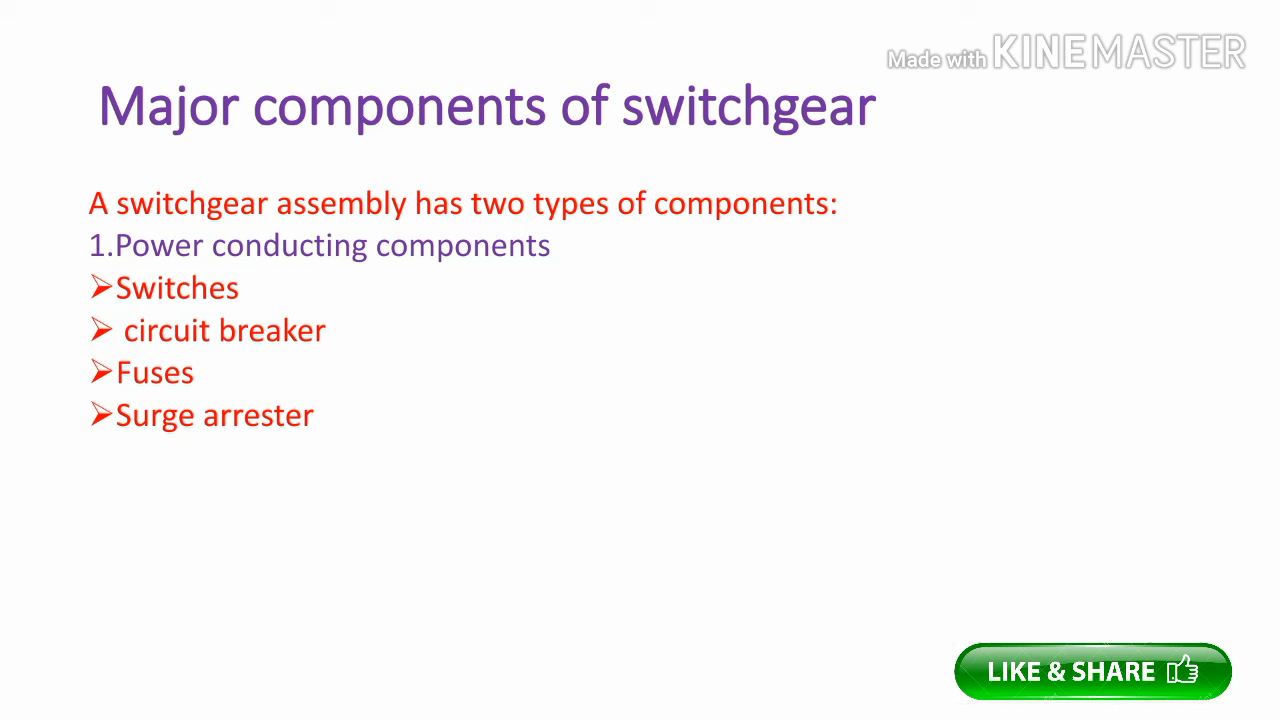 Made with KINEMASTER
Major components of switchgear
A switchgear assembly has two types of components:
1.Power conducting components
➢Switches
➢ circuit breaker
➢Fuses
➢Surge arrester
LIKE & SHARE